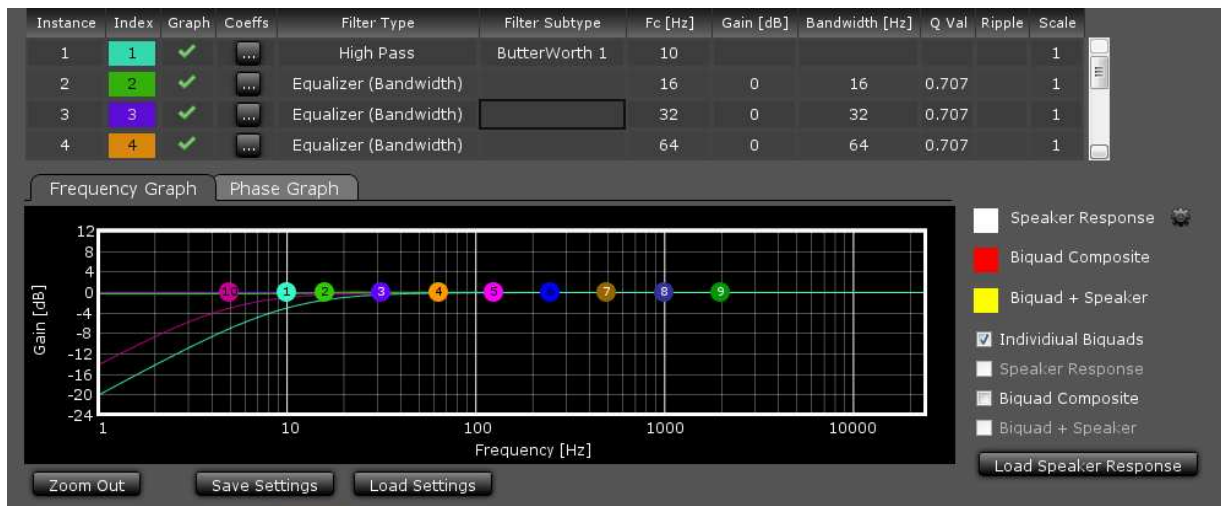 Instance Index Graph Coeffs Filter Type Filter Subtype Fc [Hz] Gain [dB] Bandwidth [Hz] Q Val Ripple Scale
1 1 ... High Pass ButterWorth 1 10 1
2 2 ... Equalizer (Bandwidth) 16 0 16 0.707 1
3 3 ... Equalizer (Bandwidth) 32 0 32 0.707 1
4 4 ... Equalizer (Bandwidth) 64 0 64 0.707 1
Frequency Graph Phase Graph
Gain [dB]
12
8
4
0
-4
-8
-12
-16
-20
-24
10 1 2 3 4 5 7 8 9
1 10 100 1000 10000
Frequency [Hz]
Speaker Response
Biquad Composite
Biquad + Speaker
Individiual Biquads
Speaker Response
Biquad Composite
Biquad + Speaker
Load Speaker Response
Zoom Out Save Settings Load Settings